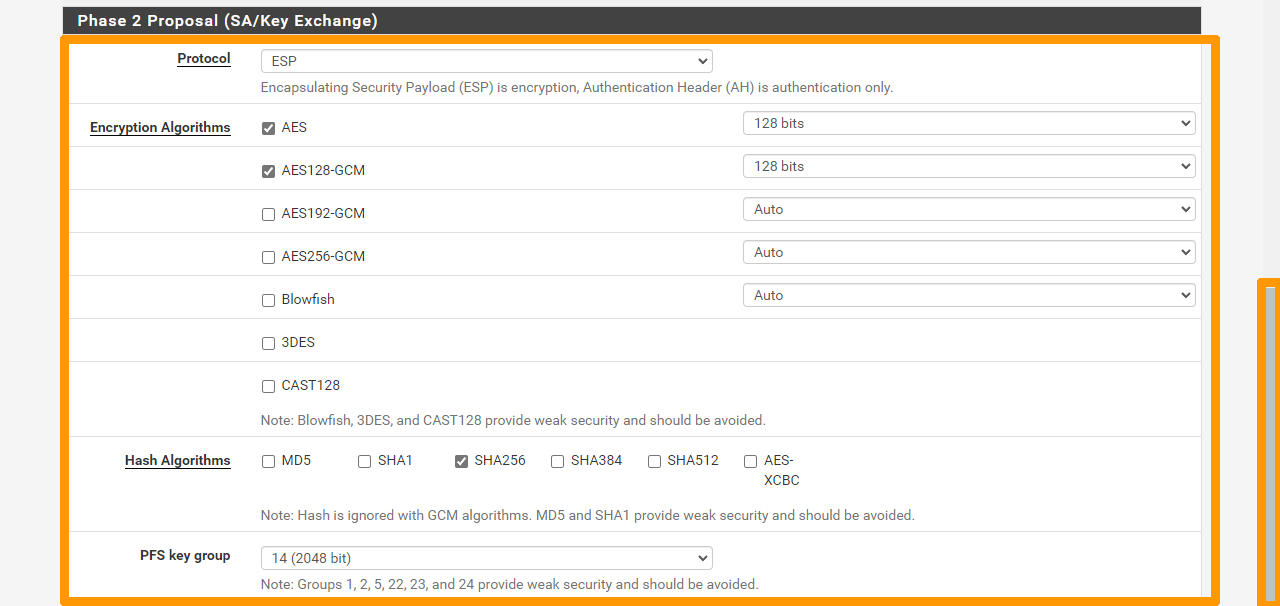 Phase 2 Proposal (SA/Key Exchange)
Protocol
ESP
Encapsulating Security Payload (ESP) is encryption, Authentication Header (AH) is authentication only.
Encryption Algorithms
AES
128 bits
AES128-GCM
128 bits
AES192-GCM
Auto
AES256-GCM
Auto
Blowfish
Auto
3DES
CAST128
Note: Blowfish, 3DES, and CAST128 provide weak security and should be avoided.
Hash Algorithms
MD5
SHA1
SHA256
SHA384
SHA512
AES-
XCBC
Note: Hash is ignored with GCM algorithms. MD5 and SHA1 provide weak security and should be avoided.
PFS key group
14 (2048 bit)
Note: Groups 1, 2, 5, 22, 23, and 24 provide weak security and should be avoided.